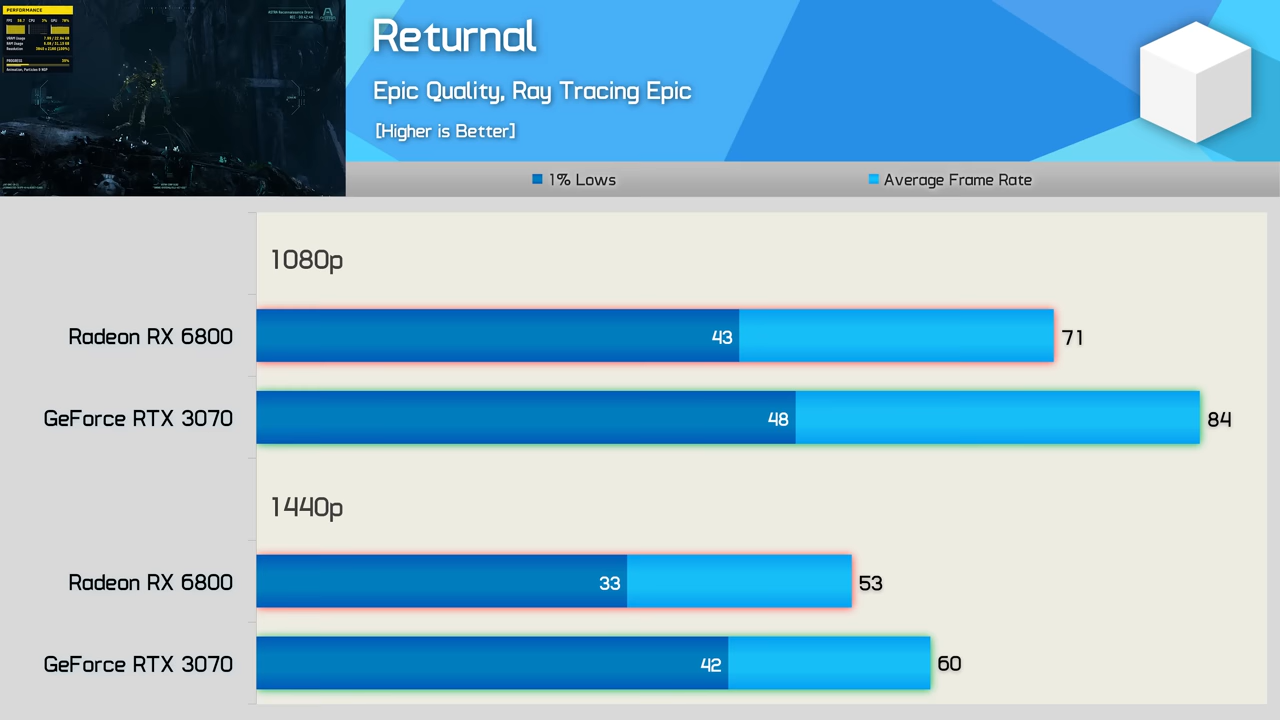 PERFORMANCE
Returnal
Epic Quality, Ray Tracing Epic
[Higher is Better]
1% Lows
Average Frame Rate
1080p
Radeon RX 6800
43
71
GeForce RTX 3070
48
84
1440p
Radeon RX 6800
33
53
GeForce RTX 3070
42
60